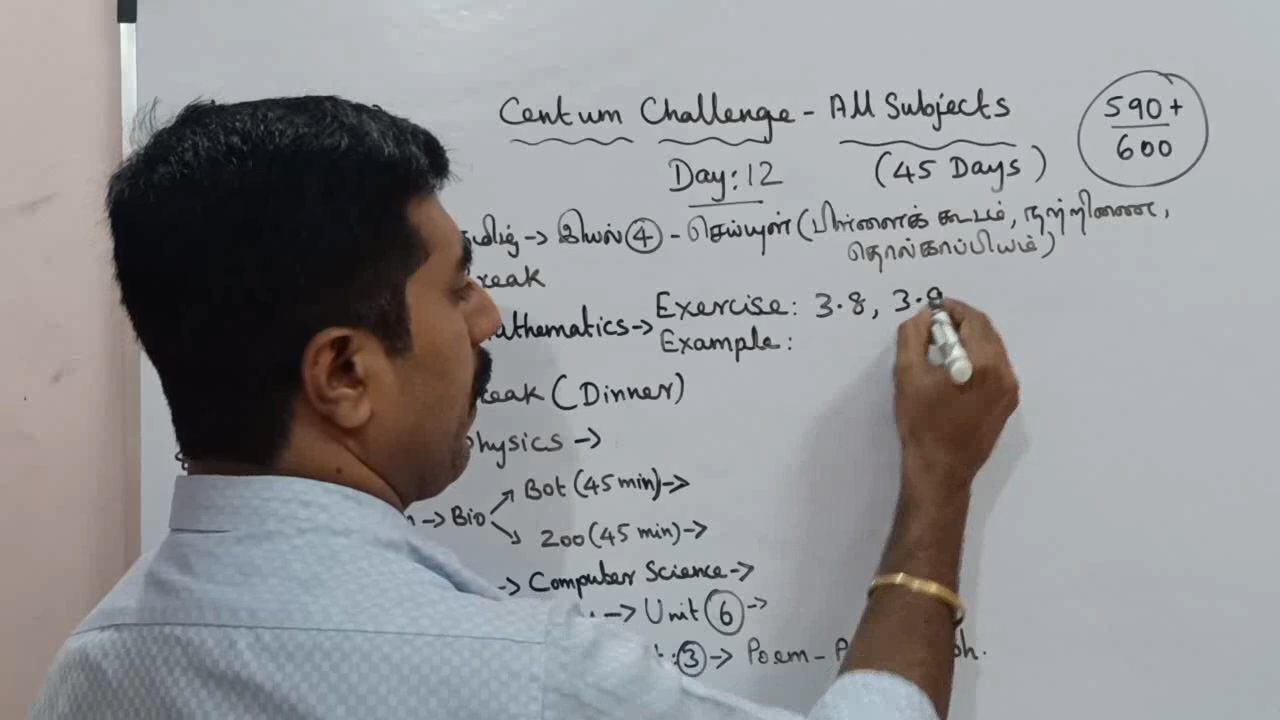 Centum Challenge - All Subjects
590+
600
Day: 12 (45 Days)
தமிழ் → இயல் ④ - செய்யுள் (பிள்ளைக் கூடம், நற்றிணை,
தொல்காப்பியம்)
reak
athematics → Exercise: 3.8, 3.9
Example:
reak (Dinner)
Physics →
→ Bio
Bot (45 min) →
Zoo (45 min) →
→ Computer Science →
→ Unit ⑥ →
③ → Poem -